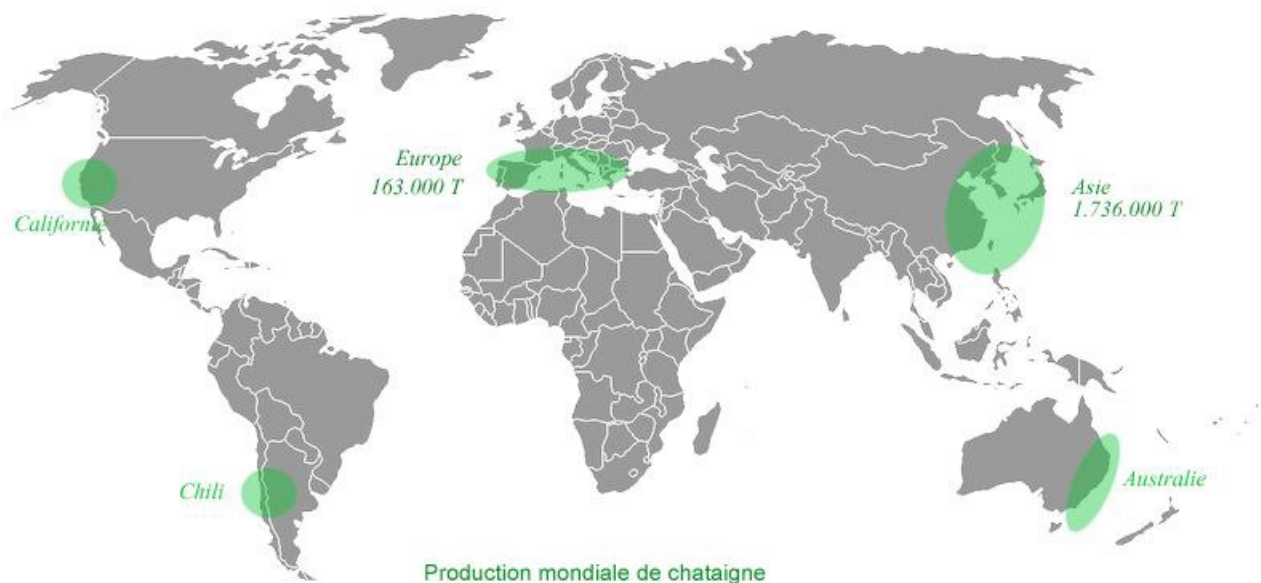 Europe
163.000 T
Asie
1.736.000 T
Californie
Chili
Australie
Production mondiale de chataigne